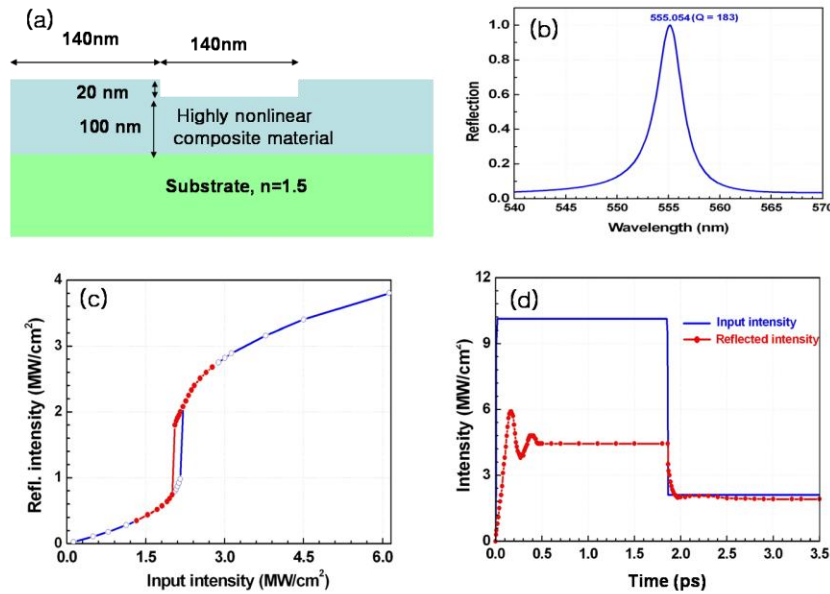 (a)
140nm
140nm
20 nm
100 nm
Highly nonlinear
composite material
Substrate, n=1.5
(b)
555.054 (Q = 183)
1.0
0.8
0.6
0.4
0.2
0.0
540
545
550
555
560
565
570
Reflection
Wavelength (nm)
(c)
4
3
2
1
0
0.0
1.5
3.0
4.5
6.0
Refl. intensity (MW/cm²)
Input intensity (MW/cm²)
(d)
12
9
6
3
0
0.0
0.5
1.0
1.5
2.0
2.5
3.0
3.5
Input intensity
Reflected intensity
Intensity (MW/cm²)
Time (ps)